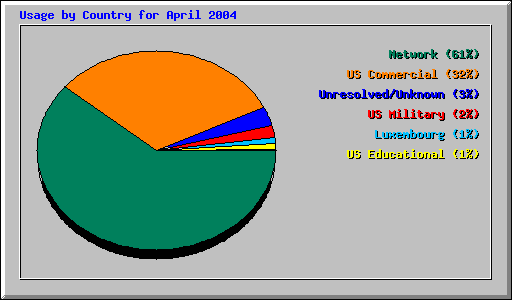 Usage by Country for April 2004
Network (61%)
US Commercial (32%)
Unresolved/Unknown (3%)
US Military (2%)
Luxembourg (1%)
US Educational (1%)